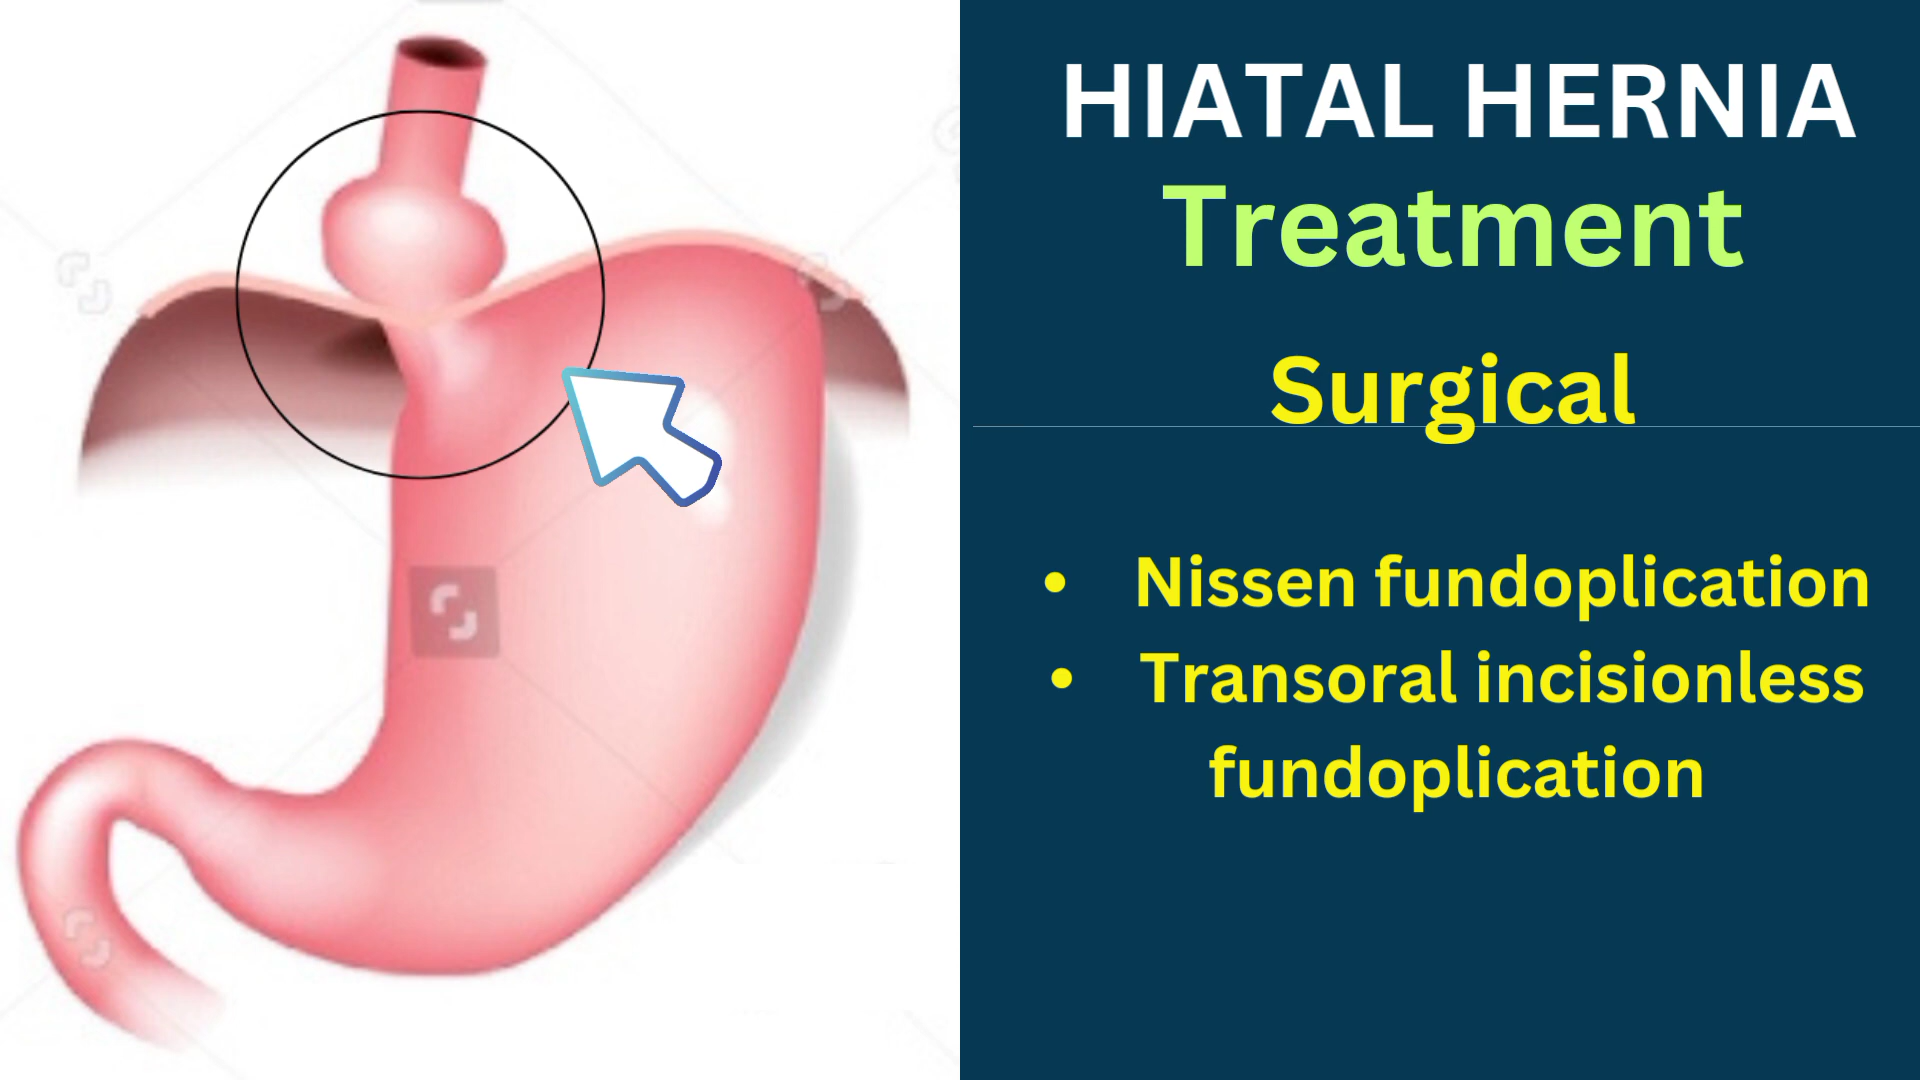 HIATAL HERNIA
Treatment
Surgical
• Nissen fundoplication
• Transoral incisionless
fundoplication